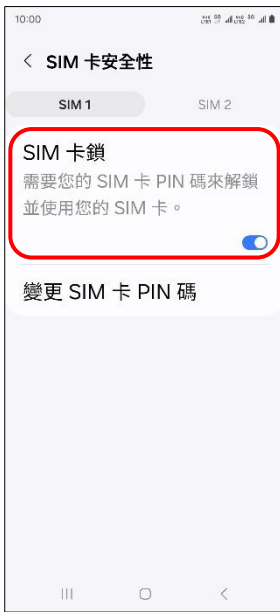 10:00
SIM 卡安全性
SIM 1 SIM 2
SIM 卡鎖
需要您的 SIM 卡 PIN 碼來解鎖
並使用您的 SIM 卡。
變更 SIM 卡 PIN 碼